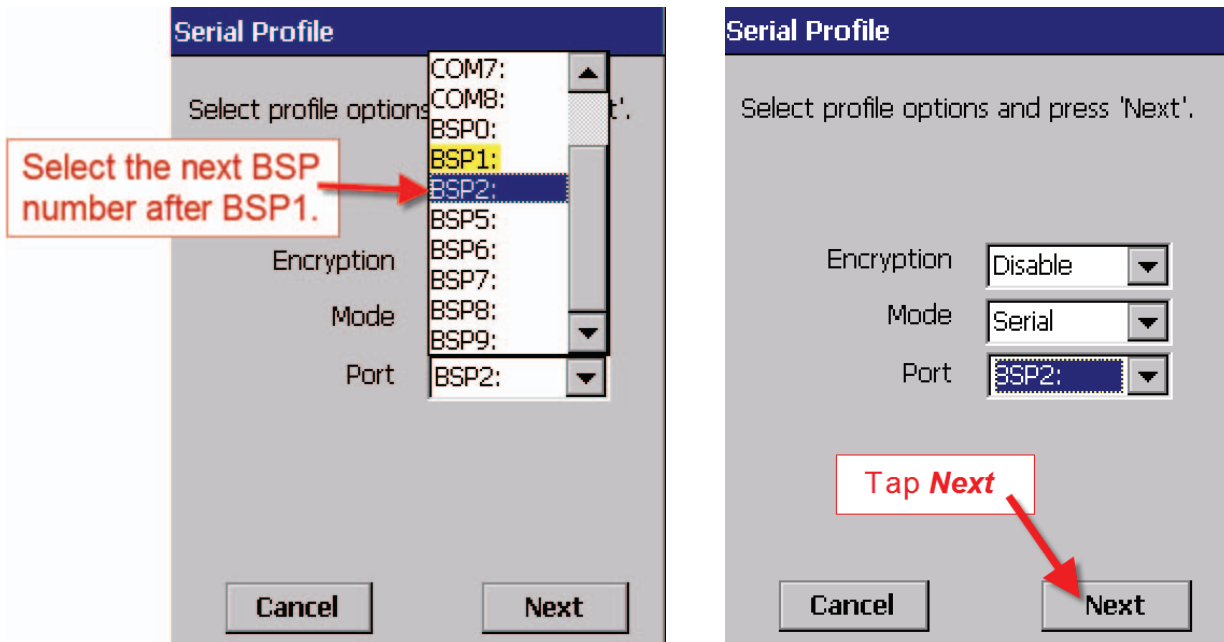 Serial Profile
COM7:
COM8:
Select profile options t'.
BSP0:
BSP1:
BSP2:
BSP5:
BSP6:
BSP7:
BSP8:
BSP9:
Select the next BSP
number after BSP1.
Encryption
Mode
Port BSP2:
Cancel Next
Serial Profile
Select profile options and press 'Next'.
Encryption Disable
Mode Serial
Port BSP2:
Tap Next
Cancel Next